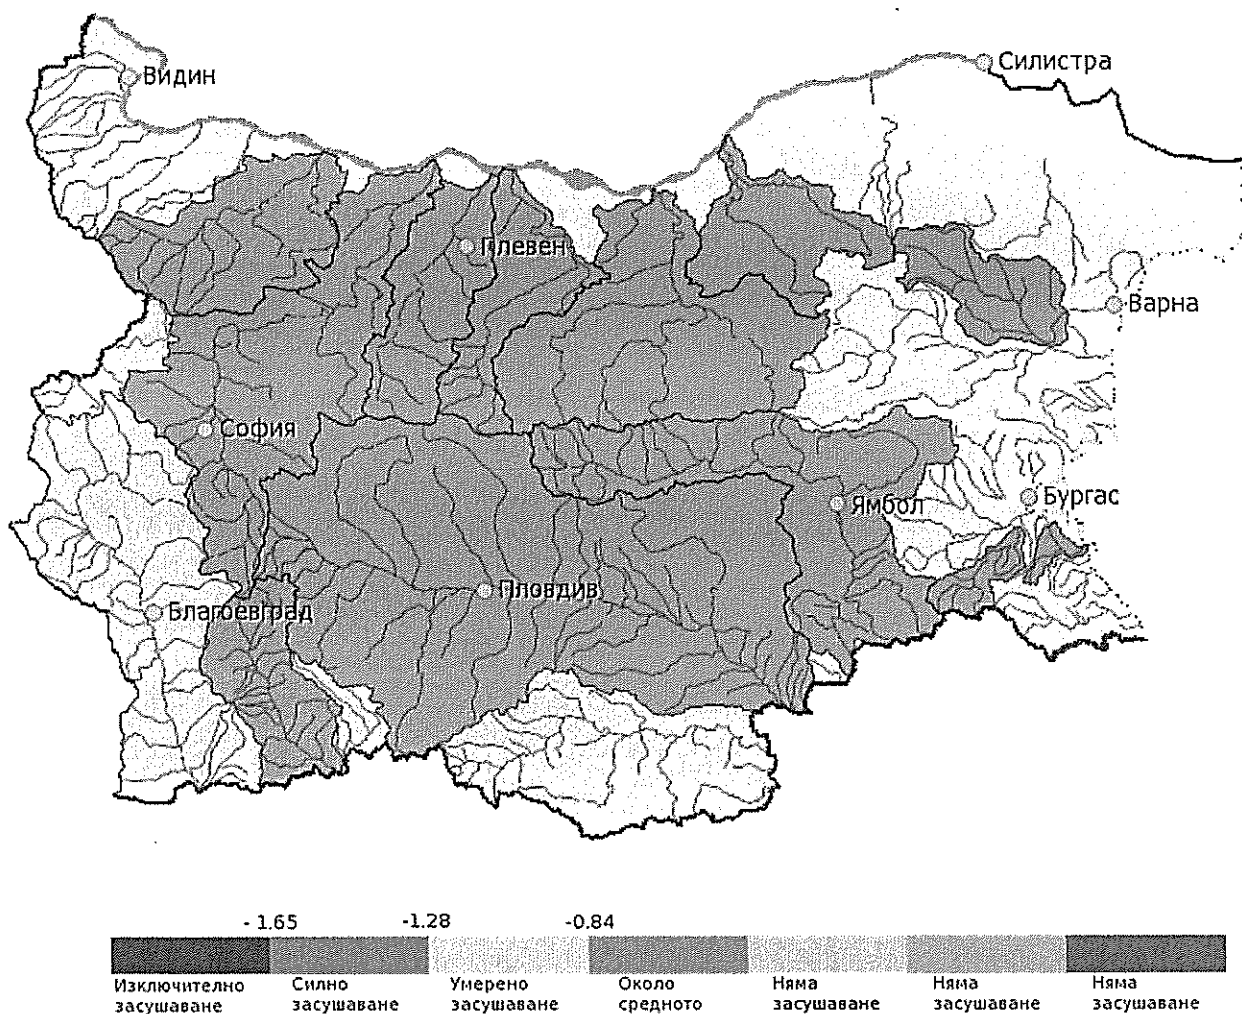 Видин
Силистра
Плевен
Варна
София
Ямбол
Бургас
Пловдив
Благоевград
- 1.65
-1.28
-0.84
Изключително
засушаване
Силно
засушаване
Умерено
засушаване
Около
средното
Няма
засушаване
Няма
засушаване
Няма
засушаване